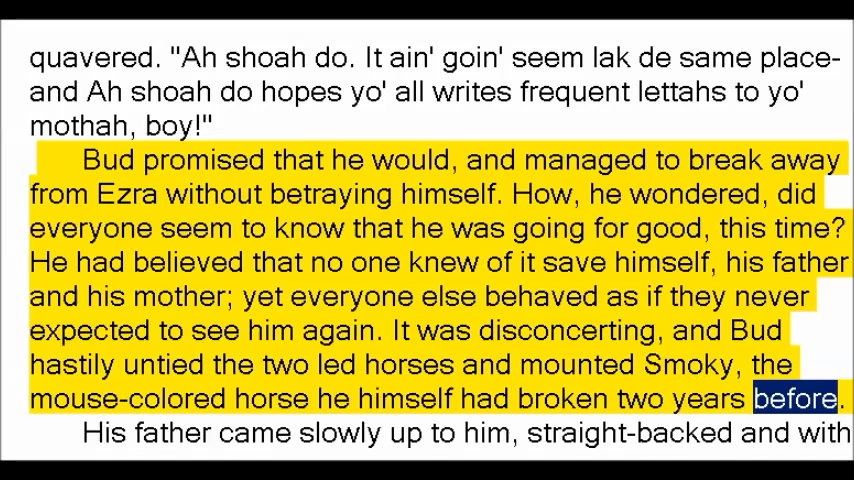 quavered. "Ah shoah do. It ain' goin' seem lak de same place-
and Ah shoah do hopes yo' all writes frequent lettahs to yo'
mothah, boy!"
Bud promised that he would, and managed to break away
from Ezra without betraying himself. How, he wondered, did
everyone seem to know that he was going for good, this time?
He had believed that no one knew of it save himself, his father
and his mother; yet everyone else behaved as if they never
expected to see him again. It was disconcerting, and Bud
hastily untied the two led horses and mounted Smoky, the
mouse-colored horse he himself had broken two years before.
His father came slowly up to him, straight-backed and with